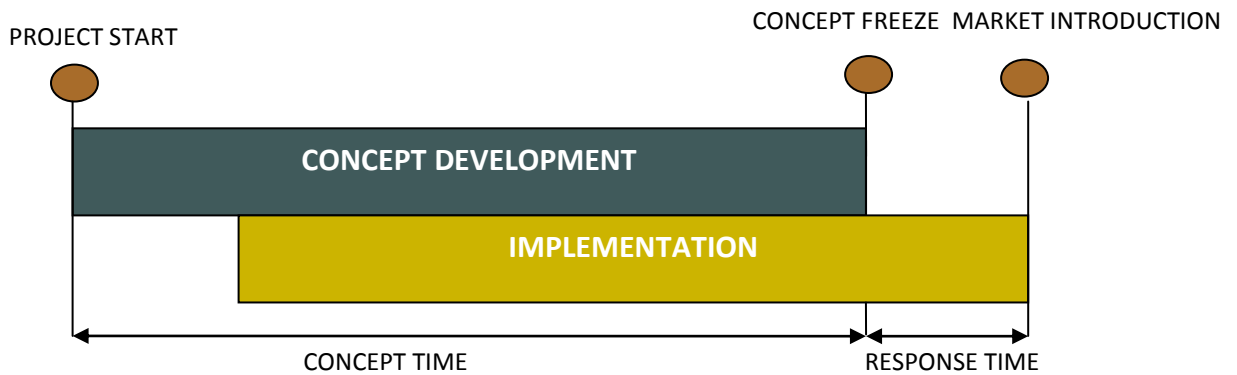 PROJECT START
CONCEPT FREEZE
MARKET INTRODUCTION
CONCEPT DEVELOPMENT
IMPLEMENTATION
CONCEPT TIME
RESPONSE TIME